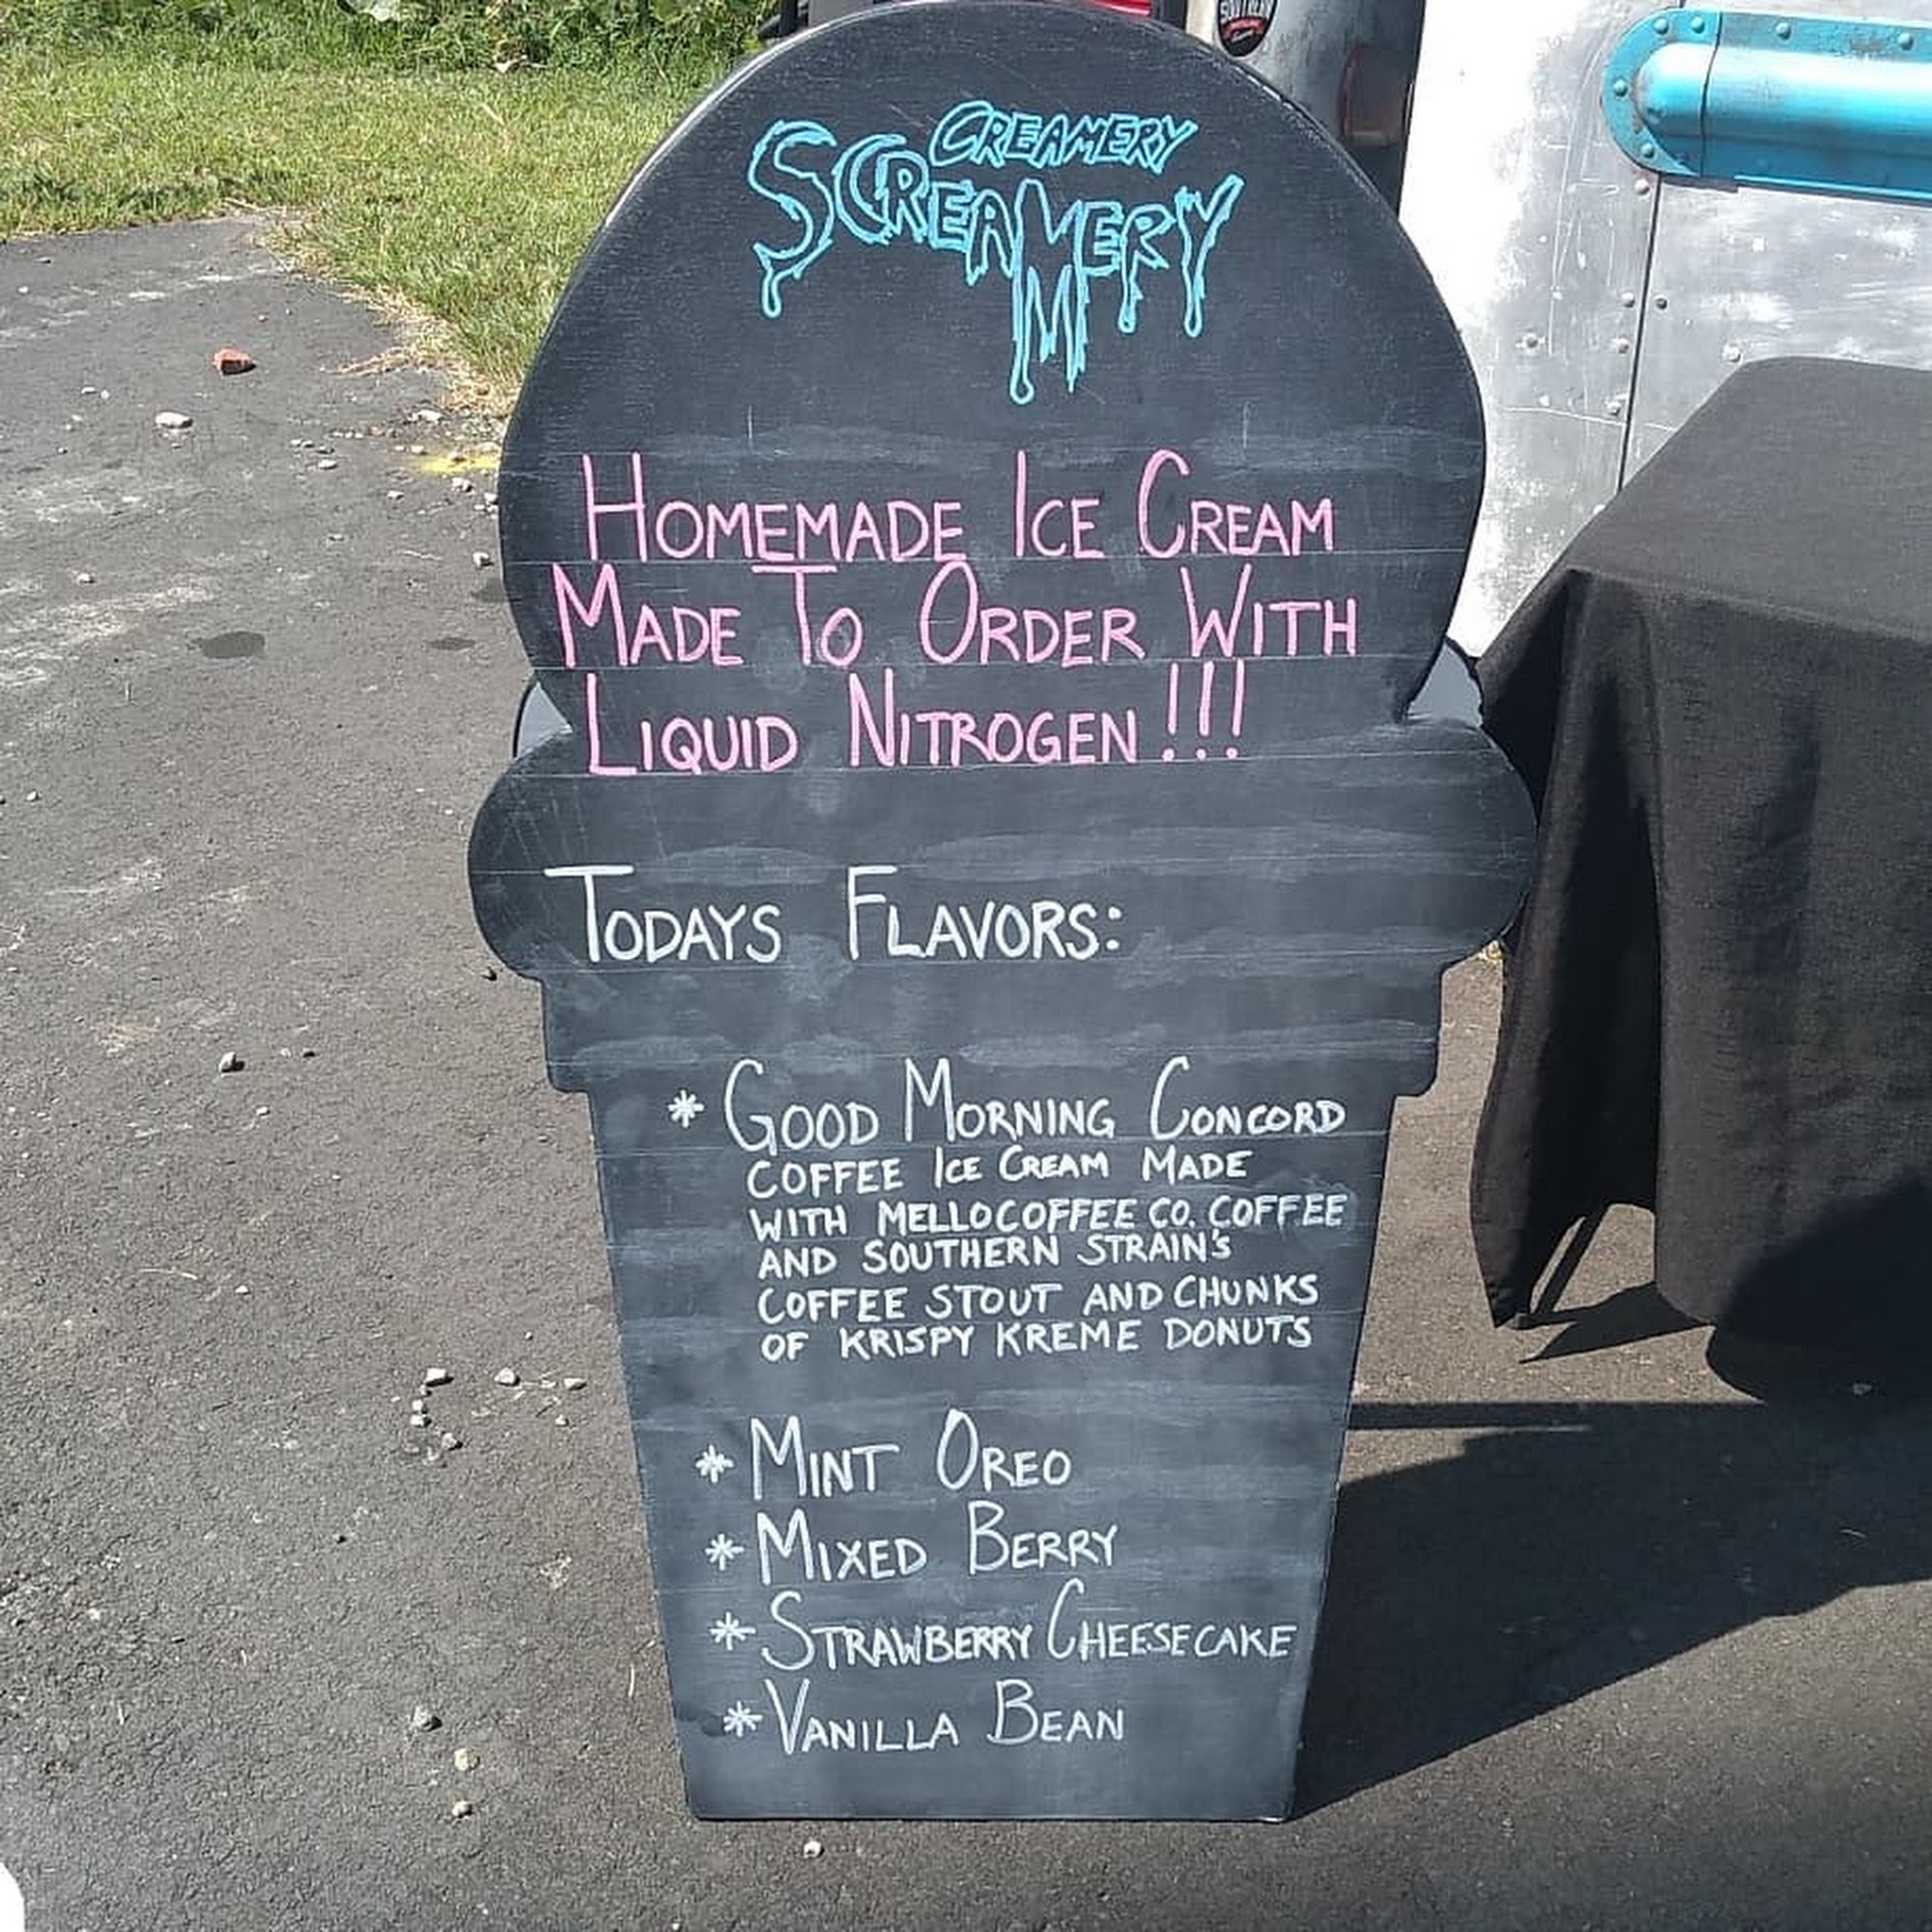 SOUTHERN
CREAMERY
SCREAMERY
HOMEMADE ICE CREAM
MADE TO ORDER WITH
LIQUID NITROGEN!!!
TODAYS FLAVORS:
* GOOD MORNING CONCORD
COFFEE ICE CREAM MADE
WITH MELLOCOFFEE CO. COFFEE
AND SOUTHERN STRAIN'S
COFFEE STOUT AND CHUNKS
OF KRISPY KREME DONUTS
* MINT OREO
* MIXED BERRY
* STRAWBERRY CHEESECAKE
* VANILLA BEAN